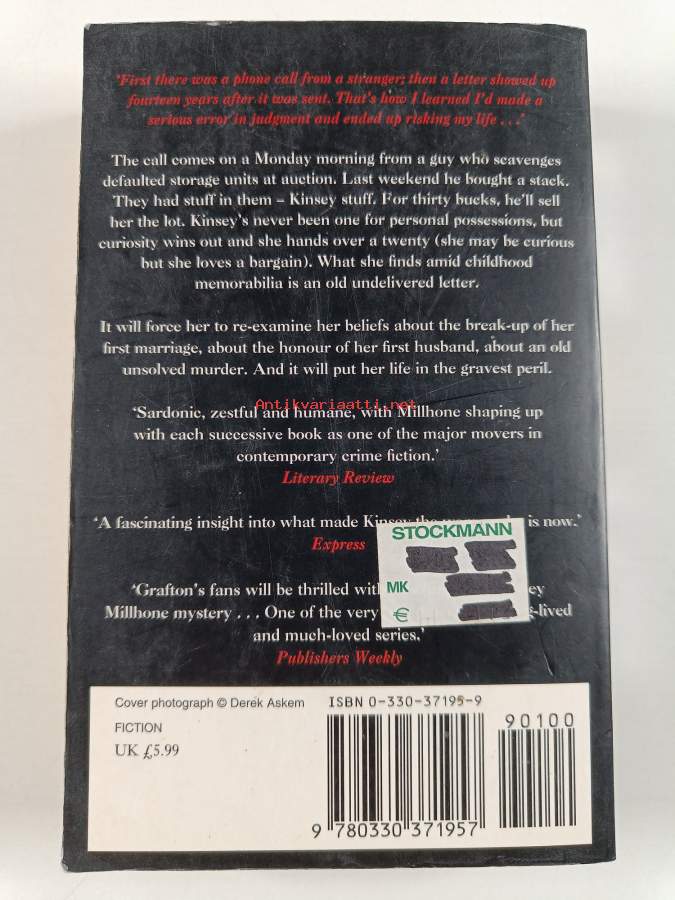 ‘First there was a phone call from a stranger; then a letter showed up
fourteen years after it was sent. That's how I learned I'd made a
serious error in judgment and ended up risking my life . . .’
The call comes on a Monday morning from a guy who scavenges
defaulted storage units at auction. Last weekend he bought a stack.
They had stuff in them – Kinsey stuff. For thirty bucks, he'll sell
her the lot. Kinsey's never been one for personal possessions, but
curiosity wins out and she hands over a twenty (she may be curious
but she loves a bargain). What she finds amid childhood
memorabilia is an old undelivered letter.
It will force her to re-examine her beliefs about the break-up of her
first marriage, about the honour of her first husband, about an old
unsolved murder. And it will put her life in the gravest peril.
Antikvariaatti.net
‘Sardonic, zestful and humane, with Millhone shaping up
with each successive book as one of the major movers in
contemporary crime fiction.’
Literary Review
‘A fascinating insight into what made Kinsey is now.’
Express
STOCKMANN
MK
€
‘Grafton's fans will be thrilled with
Millhone mystery . . . One of the very -lived
and much-loved series.’
Publishers Weekly
Cover photograph © Derek Askem
FICTION
UK £5.99
ISBN 0-330-37195-9
90100
9 780330 371957